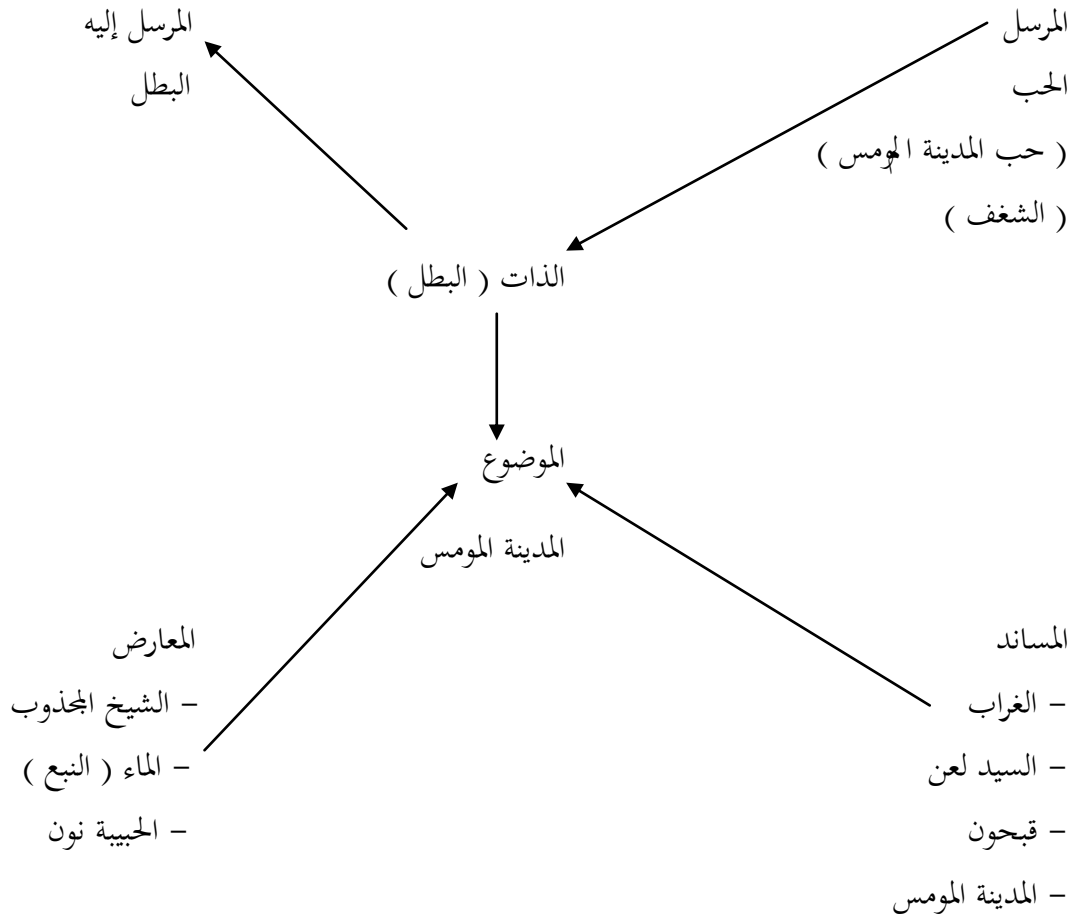 المرسل
الحب
( حب المدينة المومس )
( الشغف )
المرسل إليه
البطل
الذات ( البطل )
الموضوع
المدينة المومس
المساند
– الغراب
– السيد لعن
– قبحون
– المدينة المومس
المعارض
– الشيخ المجذوب
– الماء ( النبع )
– الحبيبة نون